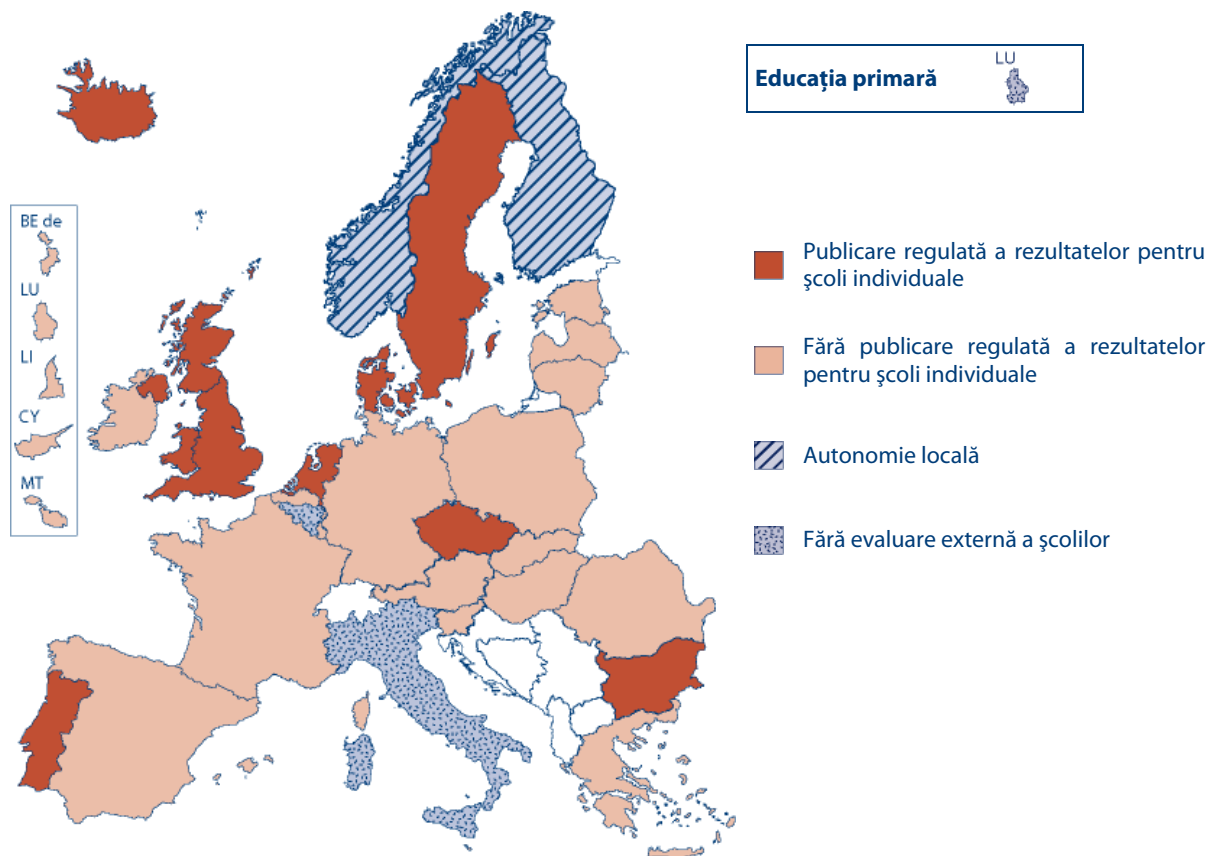 Educația primară
LU
BE de
LU
LI
CY
MT
Publicare regulată a rezultatelor pentru
şcoli individuale
Fără publicare regulată a rezultatelor
pentru şcoli individuale
Autonomie locală
Fără evaluare externă a şcolilor